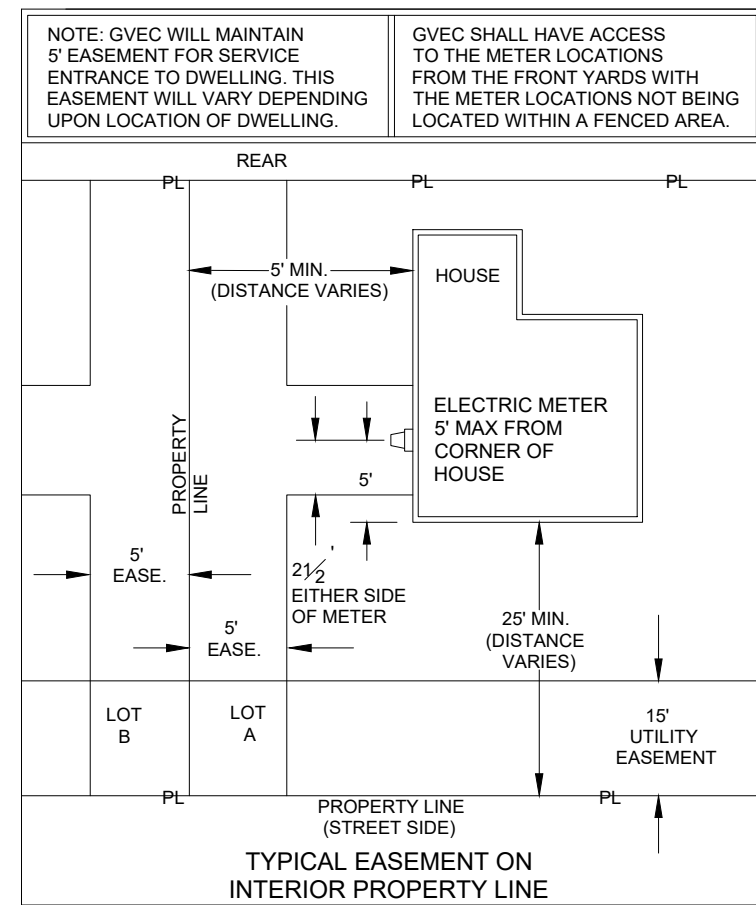 NOTE: GVEC WILL MAINTAIN
5' EASEMENT FOR SERVICE
ENTRANCE TO DWELLING. THIS
EASEMENT WILL VARY DEPENDING
UPON LOCATION OF DWELLING.
GVEC SHALL HAVE ACCESS
TO THE METER LOCATIONS
FROM THE FRONT YARDS WITH
THE METER LOCATIONS NOT BEING
LOCATED WITHIN A FENCED AREA.
REAR
PL PL PL
5' MIN.
(DISTANCE VARIES)
HOUSE
ELECTRIC METER
5' MAX FROM
CORNER OF
HOUSE
PROPERTY
LINE
5'
5'
EASE.
2 1/2'
EITHER SIDE
OF METER
5'
EASE.
25' MIN.
(DISTANCE
VARIES)
LOT
B
LOT
A
15'
UTILITY
EASEMENT
PL PL
PROPERTY LINE
(STREET SIDE)
TYPICAL EASEMENT ON
INTERIOR PROPERTY LINE